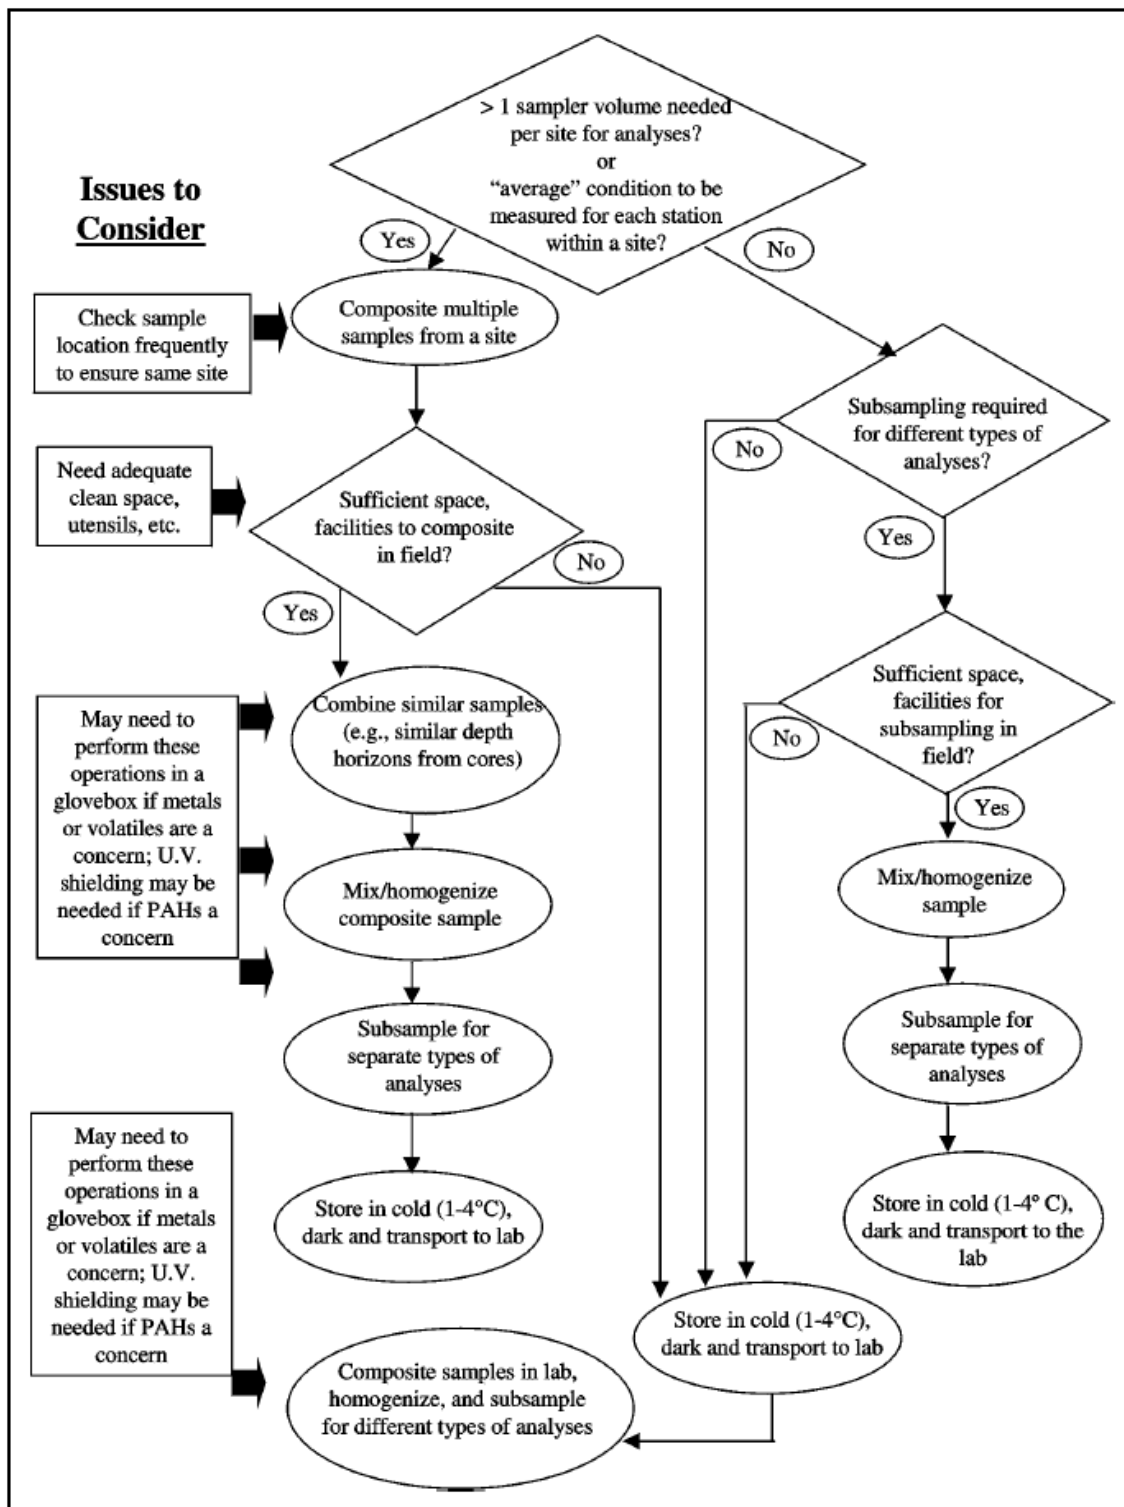 > 1 sampler volume needed
per site for analyses?
or
“average” condition to be
measured for each station
within a site?
Issues to
Consider
Yes
No
Check sample
location frequently
to ensure same site
Composite multiple
samples from a site
Subsampling required
for different types of
analyses?
No
Yes
Need adequate
clean space,
utensils, etc.
Sufficient space,
facilities to composite
in field?
No
Yes
Sufficient space,
facilities for
subsampling in
field?
No
Yes
May need to
perform these
operations in a
glovebox if metals
or volatiles are a
concern; U.V.
shielding may be
needed if PAHs a
concern
Combine similar samples
(e.g., similar depth
horizons from cores)
Mix/homogenize
composite sample
Mix/homogenize
sample
Subsample for
separate types of
analyses
Subsample for
separate types of
analyses
May need to
perform these
operations in a
glovebox if metals
or volatiles are a
concern; U.V.
shielding may be
needed if PAHs a
concern
Store in cold (1-4°C),
dark and transport to lab
Store in cold (1-4° C),
dark and transport to the
lab
Store in cold (1-4°C),
dark and transport to lab
Composite samples in lab,
homogenize, and subsample
for different types of analyses